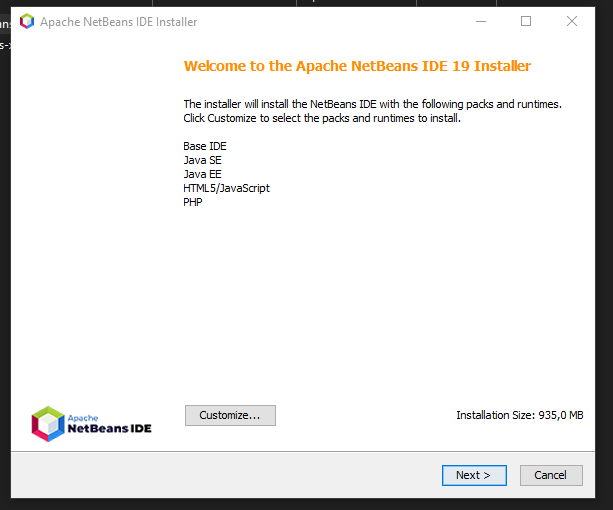 Apache NetBeans IDE Installer
Welcome to the Apache NetBeans IDE 19 Installer
The installer will install the NetBeans IDE with the following packs and runtimes.
Click Customize to select the packs and runtimes to install.
Base IDE
Java SE
Java EE
HTML5/JavaScript
PHP
Apache
NetBeans IDE
Customize...
Installation Size: 935,0 MB
Next >
Cancel